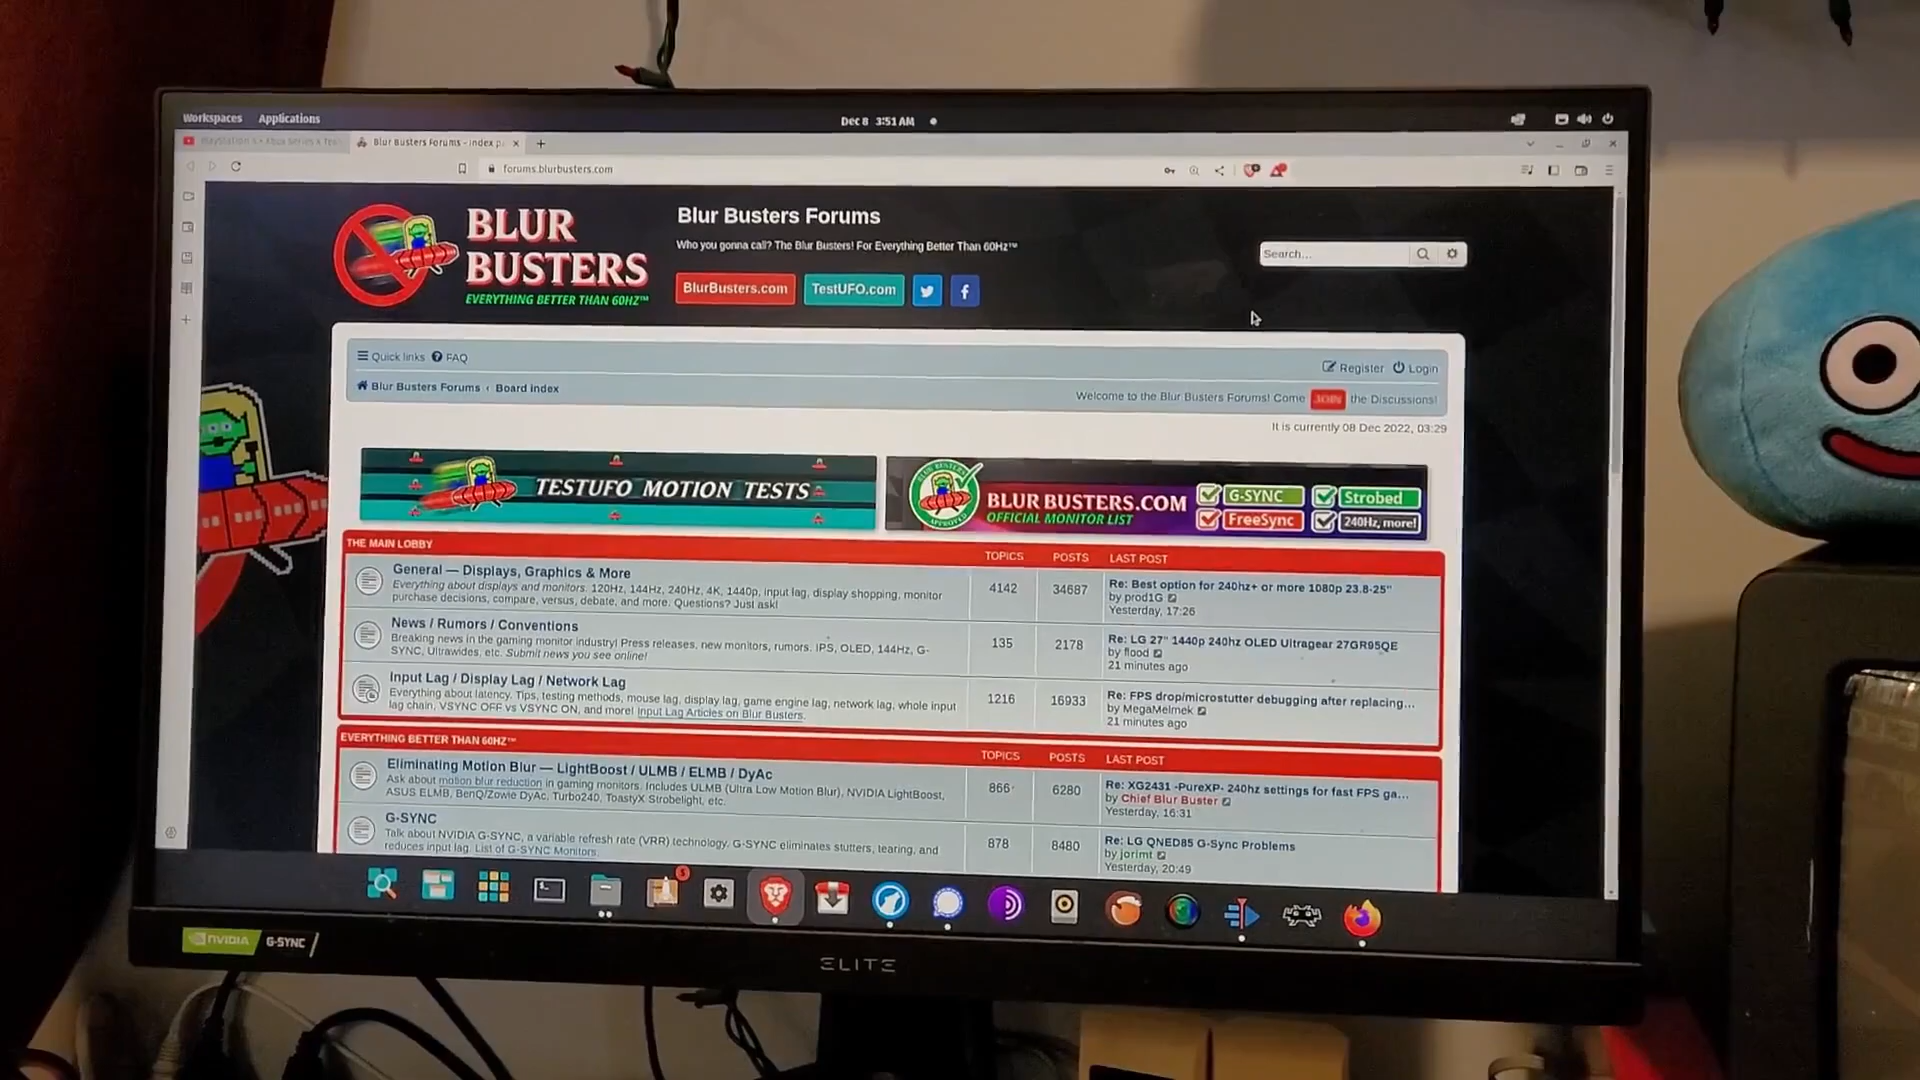 Workspaces Applications
Dec 8 3:51 AM
Blur Busters Forums - Index p
forums.blurbusters.com
BLUR BUSTERS
EVERYTHING BETTER THAN 60HZ™
Blur Busters Forums
Who you gonna call? The Blur Busters! For Everything Better Than 60Hz™
BlurBusters.com TestUFO.com
Search...
Quick links FAQ
Register Login
Blur Busters Forums ‹ Board index
Welcome to the Blur Busters Forums! Come JOIN the Discussions!
It is currently 08 Dec 2022, 03:29
TESTUFO MOTION TESTS
BLUR BUSTERS APPROVED
BLUR BUSTERS.COM
OFFICIAL MONITOR LIST
G-SYNC Strobed
FreeSync 240Hz, more!
THE MAIN LOBBY TOPICS POSTS LAST POST
General — Displays, Graphics & More
Everything about displays and monitors. 120Hz, 144Hz, 240Hz, 4K, 1440p, input lag, display shopping, monitor
purchase decisions, compare, versus, debate, and more. Questions? Just ask!
4142 34687
Re: Best option for 240hz+ or more 1080p 23.8-25"
by prod1G
Yesterday, 17:26
News / Rumors / Conventions
Breaking news in the gaming monitor industry! Press releases, new monitors, rumors. IPS, OLED, 144Hz, G-
SYNC, Ultrawides, etc. Submit news you see online!
135 2178
Re: LG 27" 1440p 240hz OLED Ultragear 27GR95QE
by flood
21 minutes ago
Input Lag / Display Lag / Network Lag
Everything about latency. Tips, testing methods, mouse lag, display lag, game engine lag, network lag, whole input
lag chain, VSYNC OFF vs VSYNC ON, and more! Input Lag Articles on Blur Busters.
1216 16933
Re: FPS drop/microstutter debugging after replacing...
by MegaMelmek
21 minutes ago
EVERYTHING BETTER THAN 60HZ™ TOPICS POSTS LAST POST
Eliminating Motion Blur — LightBoost / ULMB / ELMB / DyAc
Ask about motion blur reduction in gaming monitors. Includes ULMB (Ultra Low Motion Blur), NVIDIA LightBoost,
ASUS ELMB, BenQ/Zowie DyAc, Turbo240, ToastyX Strobelight, etc.
866 6280
Re: XG2431 -PureXP- 240hz settings for fast FPS ga...
by Chief Blur Buster
Yesterday, 16:31
G-SYNC
Talk about NVIDIA G-SYNC, a variable refresh rate (VRR) technology. G-SYNC eliminates stutters, tearing, and
reduces input lag. List of G-SYNC Monitors.
878 8480
Re: LG QNED85 G-Sync Problems
by jorimt
Yesterday, 20:49
NVIDIA G-SYNC
ELITE